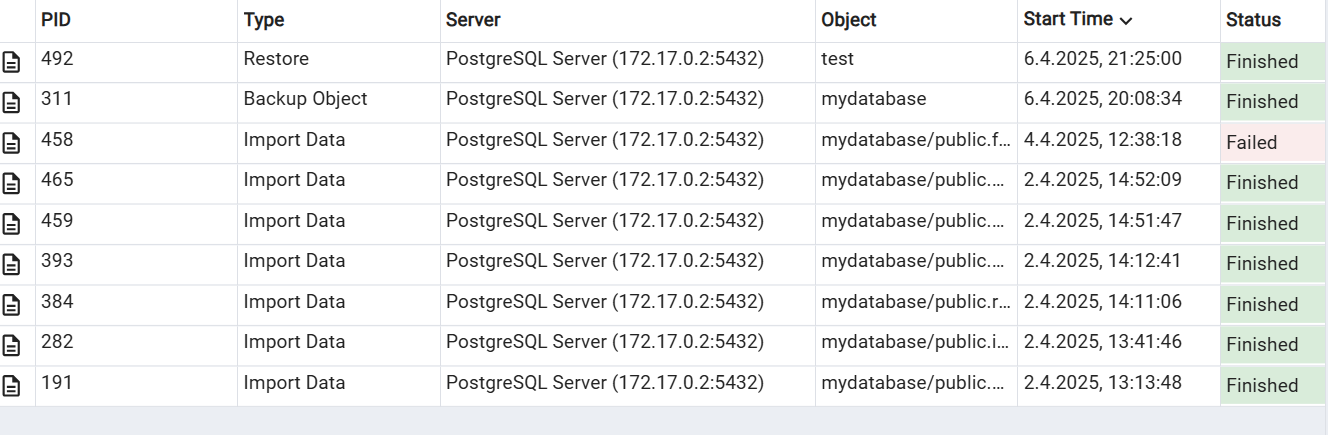 PID Type Server Object Start Time Status
492 Restore PostgreSQL Server (172.17.0.2:5432) test 6.4.2025, 21:25:00 Finished
311 Backup Object PostgreSQL Server (172.17.0.2:5432) mydatabase 6.4.2025, 20:08:34 Finished
458 Import Data PostgreSQL Server (172.17.0.2:5432) mydatabase/public.f... 4.4.2025, 12:38:18 Failed
465 Import Data PostgreSQL Server (172.17.0.2:5432) mydatabase/public.... 2.4.2025, 14:52:09 Finished
459 Import Data PostgreSQL Server (172.17.0.2:5432) mydatabase/public.... 2.4.2025, 14:51:47 Finished
393 Import Data PostgreSQL Server (172.17.0.2:5432) mydatabase/public.... 2.4.2025, 14:12:41 Finished
384 Import Data PostgreSQL Server (172.17.0.2:5432) mydatabase/public.r... 2.4.2025, 14:11:06 Finished
282 Import Data PostgreSQL Server (172.17.0.2:5432) mydatabase/public.i... 2.4.2025, 13:41:46 Finished
191 Import Data PostgreSQL Server (172.17.0.2:5432) mydatabase/public.... 2.4.2025, 13:13:48 Finished